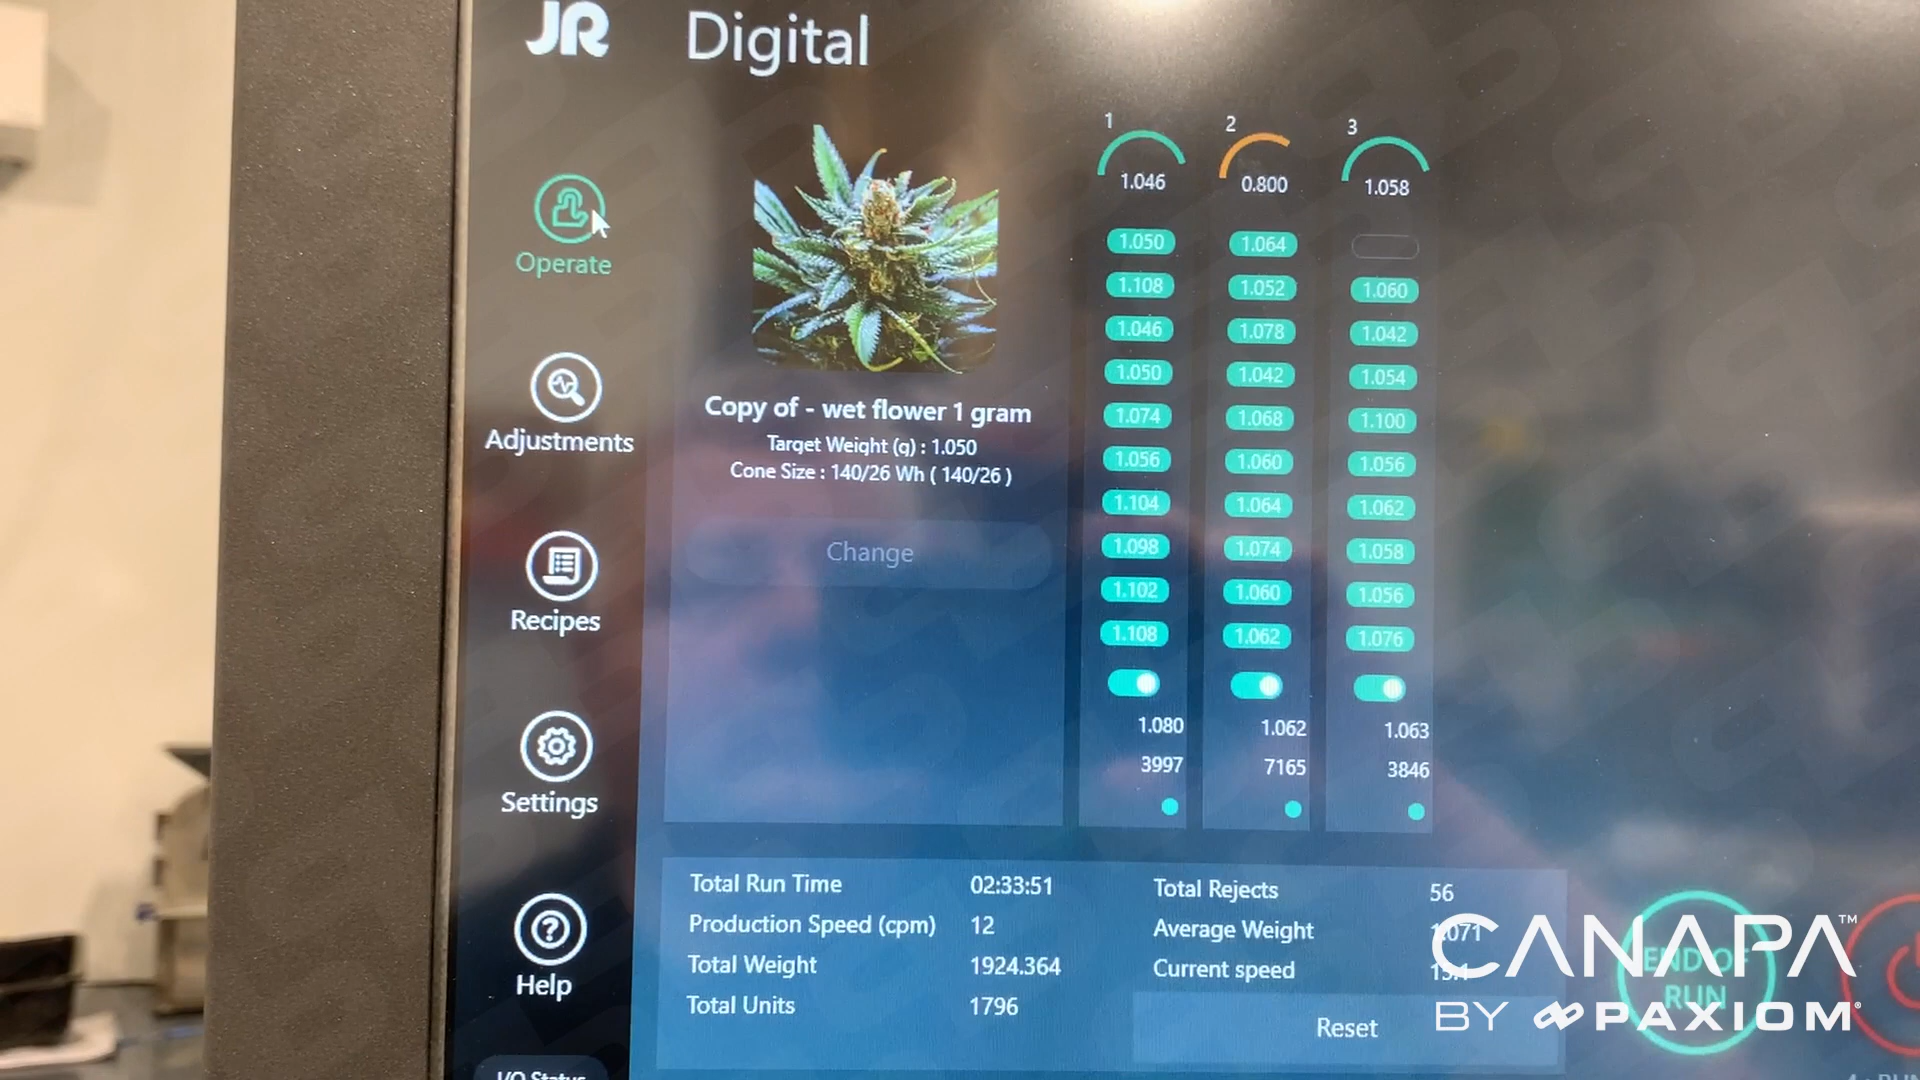 JR Digital
Operate
Adjustments
Recipes
Settings
Help
I/O Status
Copy of - wet flower 1 gram
Target Weight (g) : 1.050
Cone Size : 140/26 Wh ( 140/26 )
Change
1 2 3
1.046 0.800 1.058
1.050 1.064
1.108 1.052 1.060
1.046 1.078 1.042
1.050 1.042 1.054
1.074 1.068 1.100
1.056 1.060 1.056
1.104 1.064 1.062
1.098 1.074 1.058
1.102 1.060 1.056
1.108 1.062 1.076
1.080 1.062 1.063
3997 7165 3846
Total Run Time 02:33:51
Production Speed (cpm) 12
Total Weight 1924.364
Total Units 1796
Total Rejects 56
Average Weight 1.071
Current speed
Reset
END OF
RUN
CANAPA™
BY PAXIOM®